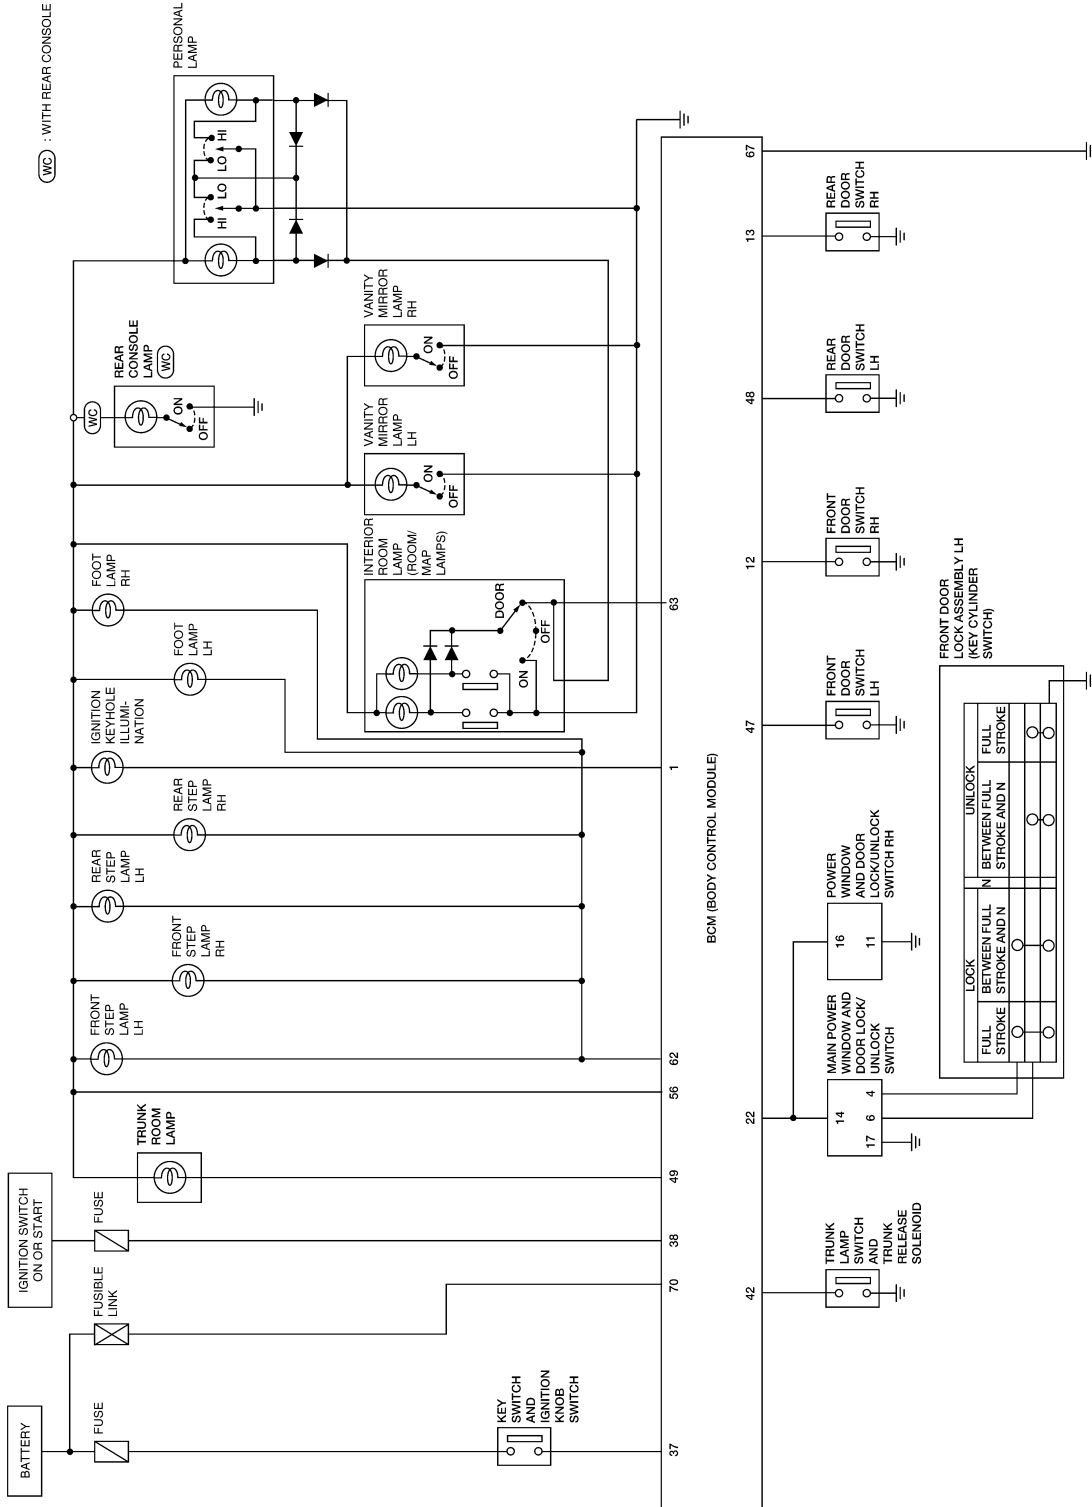 BATTERY
IGNITION SWITCH
ON OR START
FUSE
FUSIBLE
LINK
FUSE
KEY
SWITCH
AND
IGNITION
KNOB
SWITCH
TRUNK
ROOM
LAMP
FRONT
STEP
LAMP
LH
FRONT
STEP
LAMP
RH
REAR
STEP
LAMP
LH
REAR
STEP
LAMP
RH
IGNITION
KEYHOLE
ILLUMI-
NATION
FOOT
LAMP
LH
FOOT
LAMP
RH
INTERIOR
ROOM
LAMP
(ROOM/
MAP
LAMPS)
ON
OFF
DOOR
VANITY
MIRROR
LAMP
LH
ON
OFF
VANITY
MIRROR
LAMP
RH
ON
OFF
REAR
CONSOLE
LAMP
WC
WC
ON
OFF
PERSONAL
LAMP
HI
LO
LO
HI
WC : WITH REAR CONSOLE
37
70
38
49
56
62
1
63
BCM (BODY CONTROL MODULE)
42
22
47
12
48
13
67
TRUNK
LAMP
SWITCH
AND
TRUNK
RELEASE
SOLENOID
MAIN POWER
WINDOW AND
DOOR LOCK/
UNLOCK
SWITCH
14
17
6
4
POWER
WINDOW
AND DOOR
LOCK/UNLOCK
SWITCH RH
16
11
FRONT
DOOR
SWITCH
LH
FRONT
DOOR
SWITCH
RH
REAR
DOOR
SWITCH
LH
REAR
DOOR
SWITCH
RH
FRONT DOOR
LOCK ASSEMBLY LH
(KEY CYLINDER
SWITCH)
LOCK
N
UNLOCK
FULL
STROKE
BETWEEN FULL
STROKE AND N
BETWEEN FULL
STROKE AND N
FULL
STROKE